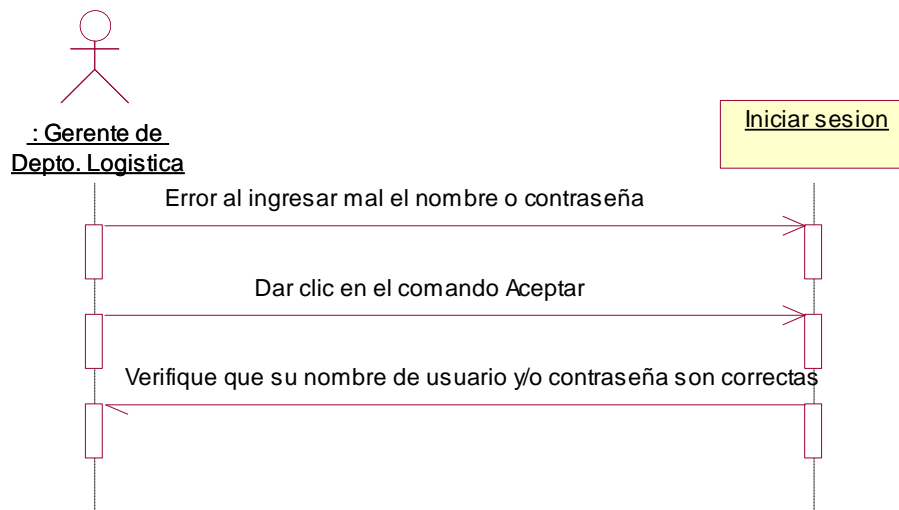 : Gerente de
Depto. Logistica
Iniciar sesion
Error al ingresar mal el nombre o contraseña
Dar clic en el comando Aceptar
Verifique que su nombre de usuario y/o contraseña son correctas